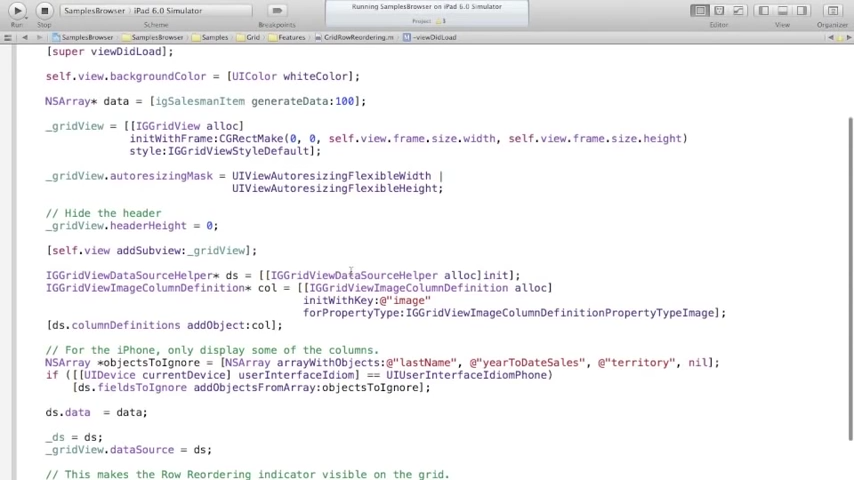 Running SamplesBrowser on iPad 6.0 Simulator
SamplesBrowser
iPad 6.0 Simulator
Project
Run
Stop
Scheme
Breakpoints
Editor
View
Organizer
SamplesBrowser
SamplesBrowser
Samples
Grid
Features
GridRowReordering.m
-viewDidLoad
[super viewDidLoad];
self.view.backgroundColor = [UIColor whiteColor];
NSArray* data = [igSalesmanItem generateData:100];
_gridView = [[IGGridView alloc]
initWithFrame:CGRectMake(0, 0, self.view.frame.size.width, self.view.frame.size.height)
style:IGGridViewStyleDefault];
_gridView.autoresizingMask = UIViewAutoresizingFlexibleWidth |
UIViewAutoresizingFlexibleHeight;
// Hide the header
_gridView.headerHeight = 0;
[self.view addSubview:_gridView];
IGGridViewDataSourceHelper* ds = [[IGGridViewDataSourceHelper alloc]init];
IGGridViewImageColumnDefinition* col = [[IGGridViewImageColumnDefinition alloc]
initWithKey:@"image"
forPropertyType:IGGridViewImageColumnDefinitionPropertyTypeImage];
[ds.columnDefinitions addObject:col];
// For the iPhone, only display some of the columns.
NSArray *objectsToIgnore = [NSArray arrayWithObjects:@"lastName", @"yearToDateSales", @"territory", nil];
if ([[UIDevice currentDevice] userInterfaceIdiom] == UIUserInterfaceIdiomPhone)
[ds.fieldsToIgnore addObjectsFromArray:objectsToIgnore];
ds.data  = data;
_ds = ds;
_gridView.dataSource = ds;
// This makes the Row Reordering indicator visible on the grid.